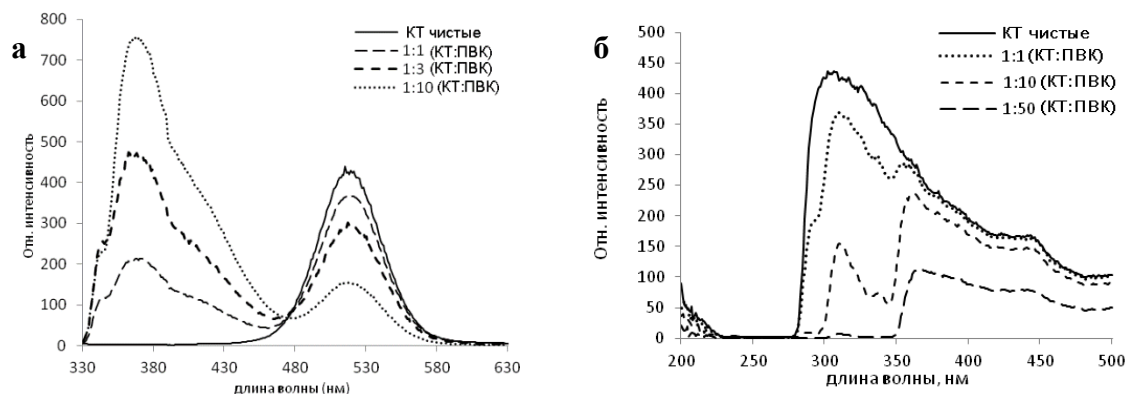 а
800
700
600
500
400
300
200
100
0
Отн. интенсивность
330 380 430 480 530 580 630
длина волны (нм)
КТ чистые
1:1 (КТ:ПВК)
1:3 (КТ:ПВК)
1:10 (КТ:ПВК)
б
500
450
400
350
300
250
200
150
100
50
0
Отн. интенсивность
200 250 300 350 400 450 500
длина волны, нм
КТ чистые
1:1 (КТ:ПВК)
1:10 (КТ:ПВК)
1:50 (КТ:ПВК)